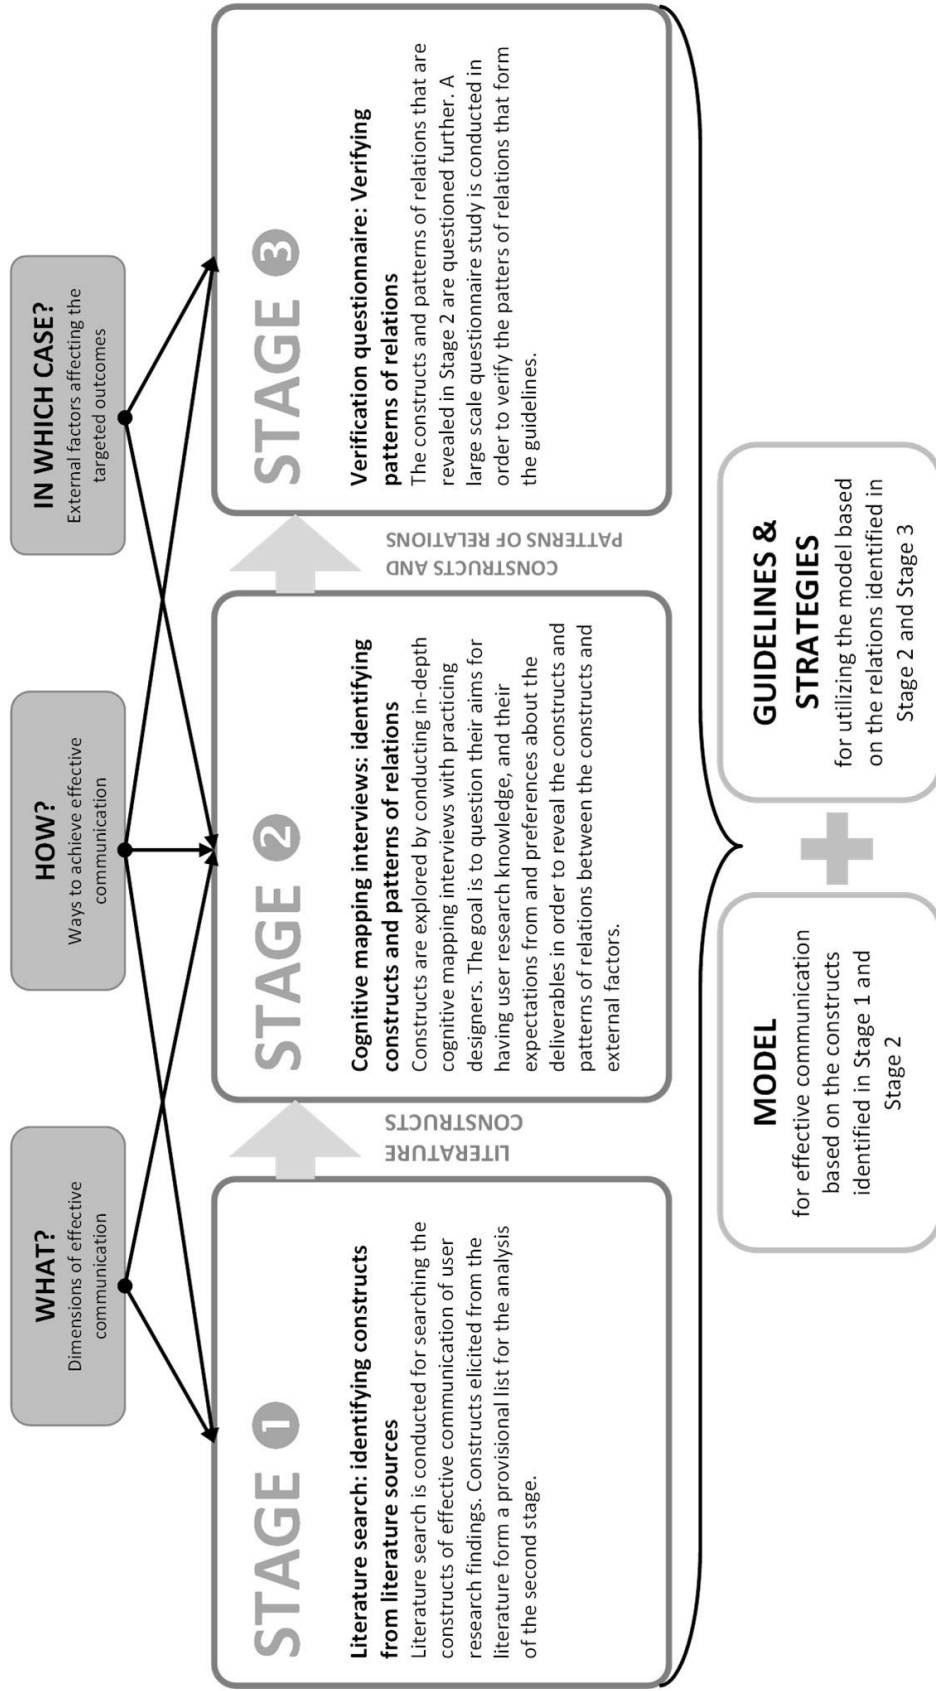 WHAT?
Dimensions of effective
communication
HOW?
Ways to achieve effective
communication
IN WHICH CASE?
External factors affecting the
targeted outcomes
STAGE 1
Literature search: identifying constructs
from literature sources
Literature search is conducted for searching the
constructs of effective communication of user
research findings. Constructs elicited from the
literature form a provisional list for the analysis
of the second stage.
LITERATURE
CONSTRUCTS
STAGE 2
Cognitive mapping interviews: identifying
constructs and patterns of relations
Constructs are explored by conducting in-depth
cognitive mapping interviews with practicing
designers. The goal is to question their aims for
having user research knowledge, and their
expectations from and preferences about the
deliverables in order to reveal the constructs and
patterns of relations between the constructs and
external factors.
CONSTRUCTS AND
PATTERNS OF RELATIONS
STAGE 3
Verification questionnaire: Verifying
patterns of relations
The constructs and patterns of relations that are
revealed in Stage 2 are questioned further. A
large scale questionnaire study is conducted in
order to verify the patters of relations that form
the guidelines.
MODEL
for effective communication
based on the constructs
identified in Stage 1 and
Stage 2
GUIDELINES &
STRATEGIES
for utilizing the model based
on the relations identified in
Stage 2 and Stage 3